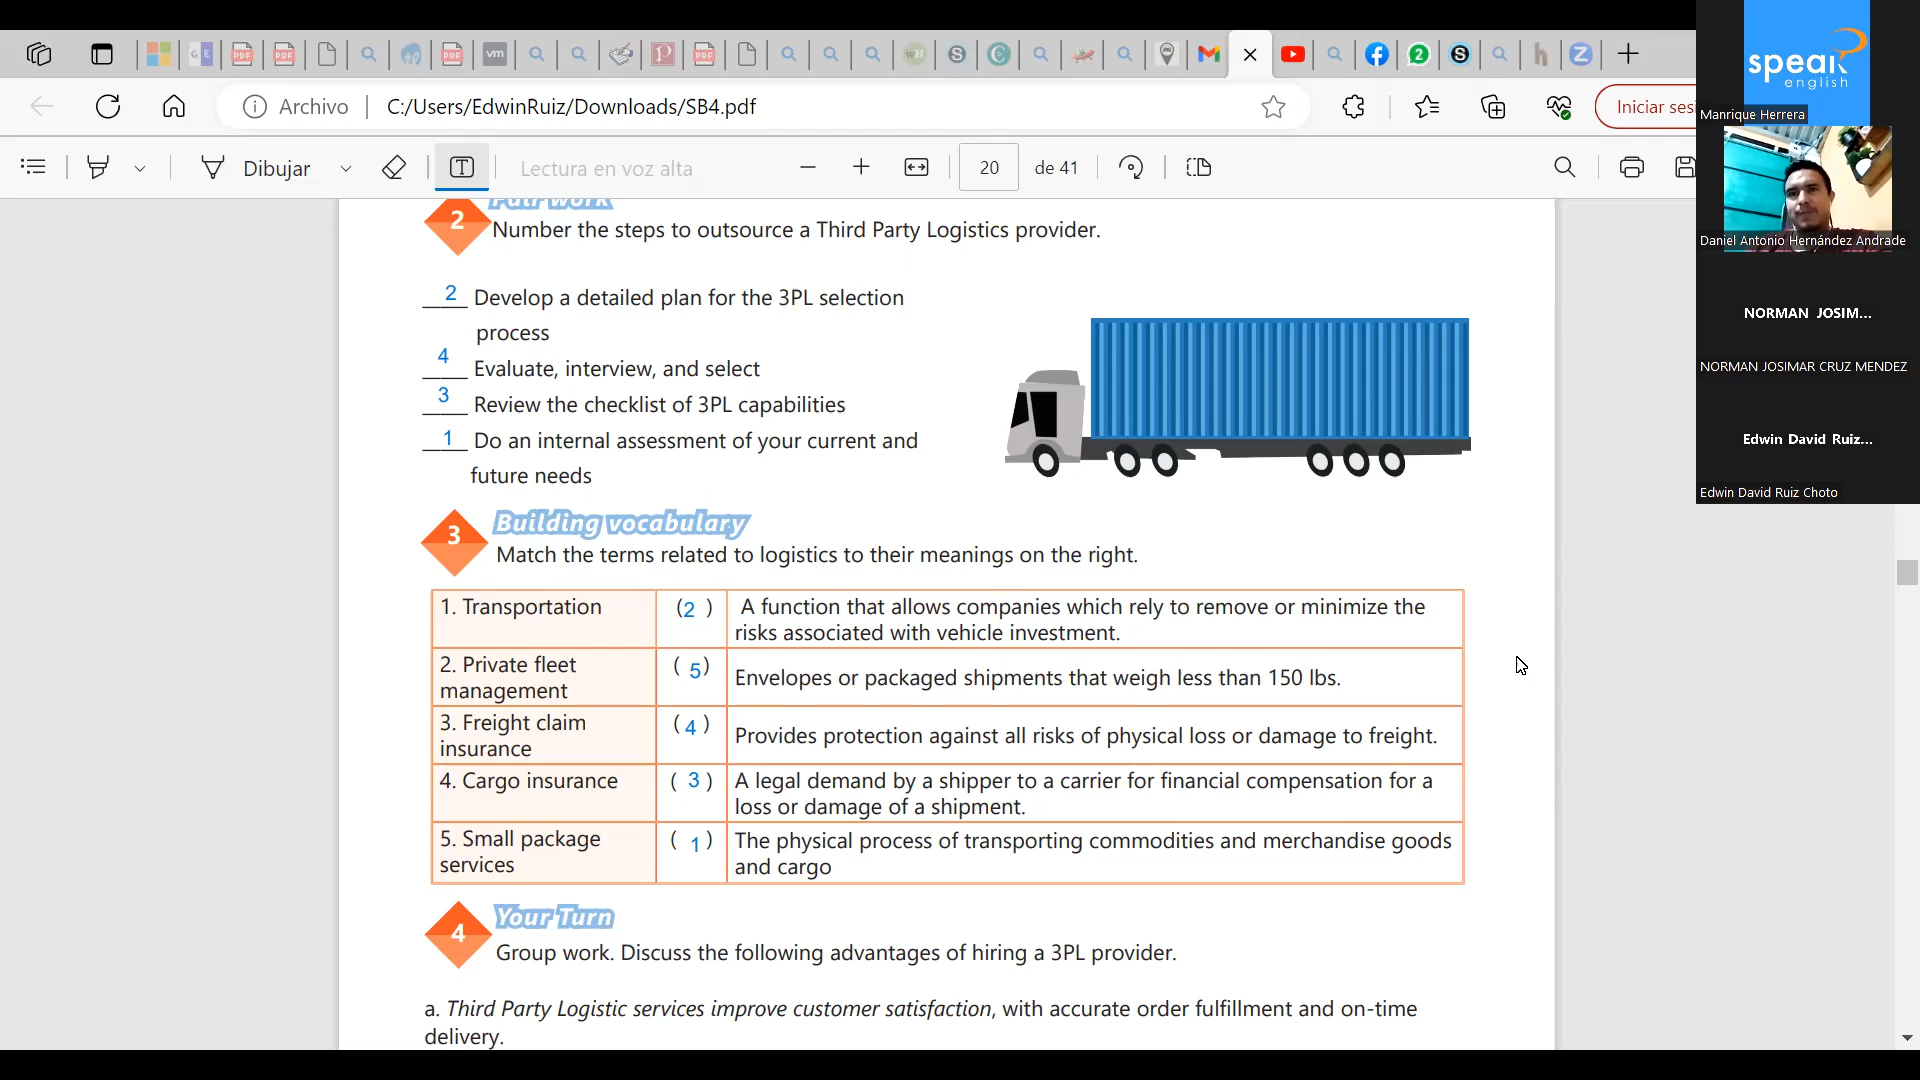 Archivo
C:/Users/EdwinRuiz/Downloads/SB4.pdf
Iniciar sesi
Dibujar
Lectura en voz alta
20
de 41
2
Pair work
Number the steps to outsource a Third Party Logistics provider.
2 Develop a detailed plan for the 3PL selection
process
4 Evaluate, interview, and select
3 Review the checklist of 3PL capabilities
1 Do an internal assessment of your current and
future needs
3
Building vocabulary
Match the terms related to logistics to their meanings on the right.
1. Transportation
(2 )
A function that allows companies which rely to remove or minimize the
risks associated with vehicle investment.
2. Private fleet
management
( 5)
Envelopes or packaged shipments that weigh less than 150 lbs.
3. Freight claim
insurance
( 4 )
Provides protection against all risks of physical loss or damage to freight.
4. Cargo insurance
( 3 )
A legal demand by a shipper to a carrier for financial compensation for a
loss or damage of a shipment.
5. Small package
services
( 1 )
The physical process of transporting commodities and merchandise goods
and cargo
4
Your Turn
Group work. Discuss the following advantages of hiring a 3PL provider.
a. Third Party Logistic services improve customer satisfaction, with accurate order fulfillment and on-time
delivery.
speak
english
Manrique Herrera
Daniel Antonio Hernández Andrade
NORMAN JOSIM...
NORMAN JOSIMAR CRUZ MENDEZ
Edwin David Ruiz...
Edwin David Ruiz Choto